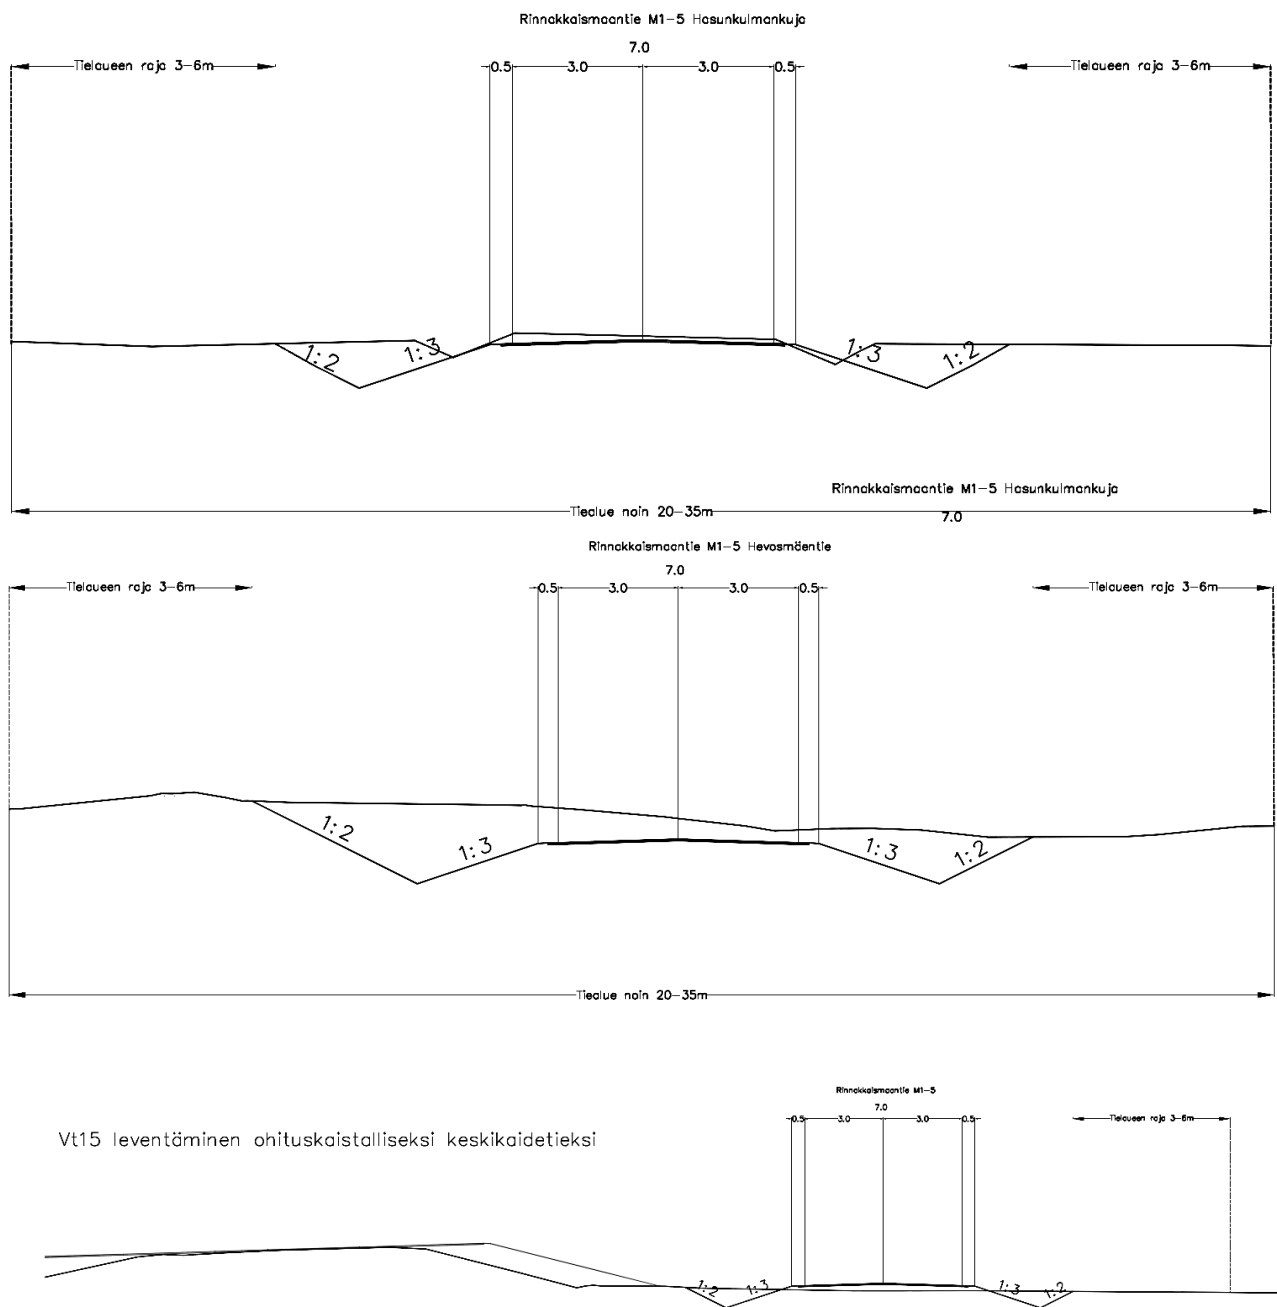 Rinnakkaismaantie M1-5 Hasunkulmankuja
7.0
Tielaueen raja 3-6m 0.5 3.0 3.0 0.5 Tielaueen raja 3-6m
1:2 1:3 1:3 1:2
Rinnakkaismaantie M1-5 Hasunkulmankuja
Tiealue noin 20-35m 7.0
Rinnakkaismaantie M1-5 Hevosmäentie
7.0
Tielaueen raja 3-6m 0.5 3.0 3.0 0.5 Tielaueen raja 3-6m
1:2 1:3 1:3 1:2
Tiealue noin 20-35m
Rinnakkaismaantie M1-5
7.0
0.5 3.0 3.0 0.5 Tielaueen raja 3-6m
Vt15 leventäminen ohituskaistalliseksi keskikaidetieksi
1:2 1:3 1:3 1:2